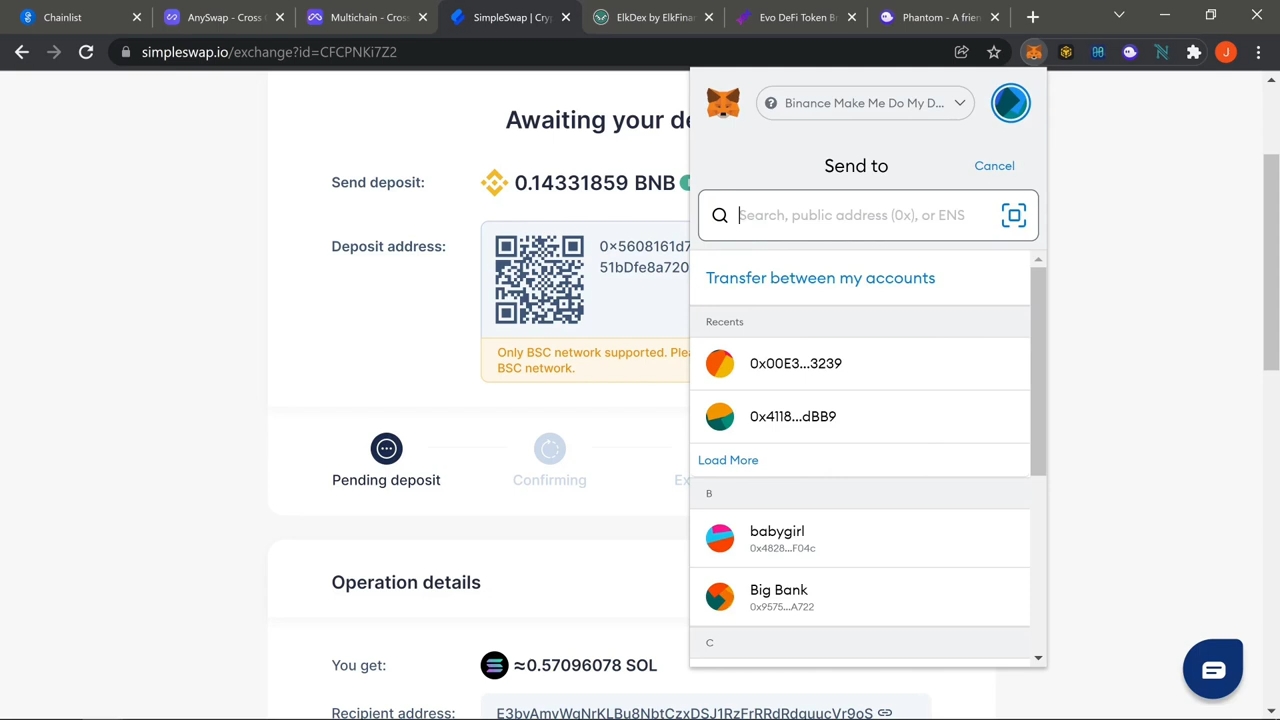 Chainlist
AnySwap - Cross
Multichain - Cross
SimpleSwap | Cryp
ElkDex by ElkFinan
Evo DeFi Token Br
Phantom - A frien
simpleswap.io/exchange?id=CFCPNKi7Z2
J
Awaiting your de
Send deposit:
0.14331859 BNB
Deposit address:
0x5608161d7
51bDfe8a720
Only BSC network supported. Plea
BSC network.
Pending deposit
Confirming
Ex
Operation details
You get:
≈0.57096078 SOL
Recipient address:
Binance Make Me Do My D...
Send to
Cancel
Search, public address (0x), or ENS
Transfer between my accounts
Recents
0x00E3...3239
0x4118...dBB9
Load More
B
babygirl
0x4828...F04c
Big Bank
0x9575...A722
C